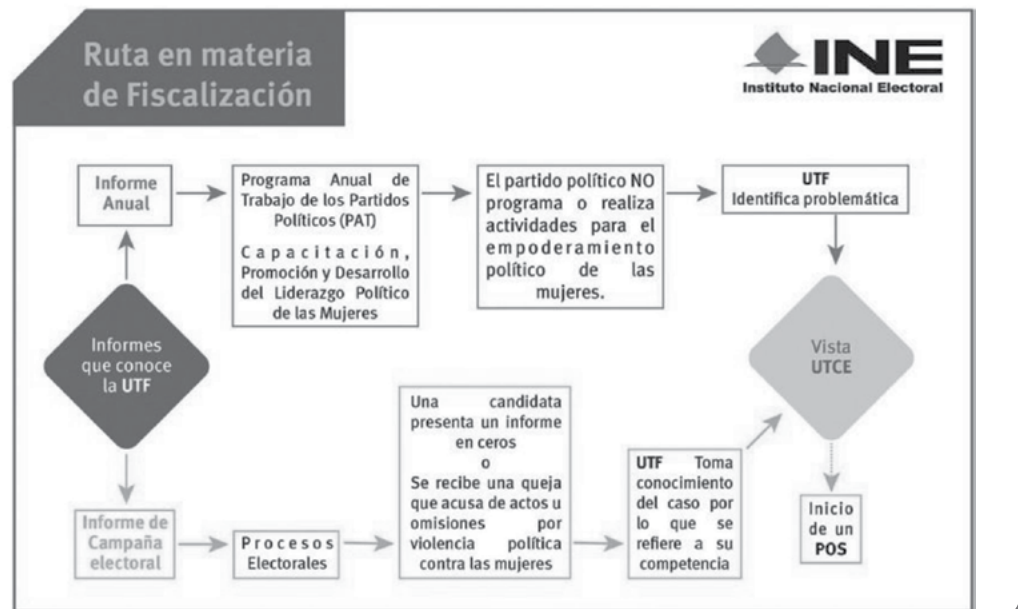 Ruta en materia
de Fiscalización
INE
Instituto Nacional Electoral
Informe
Anual
Programa Anual de
Trabajo de los Partidos
Políticos (PAT)
Capacitación,
Promoción y Desarrollo
del Liderazgo Político
de las Mujeres
El partido político NO
programa o realiza
actividades para el
empoderamiento
político de las
mujeres.
UTF
Identifica problemática
Informes
que conoce
la UTF
Vista
UTCE
Informe de
Campaña
electoral
Procesos
Electorales
Una candidata
presenta un informe
en ceros
o
Se recibe una queja
que acusa de actos u
omisiones por
violencia política
contra las mujeres
UTF Toma
conocimiento
del caso por
lo que se
refiere a su
competencia
Inicio
de un
POS